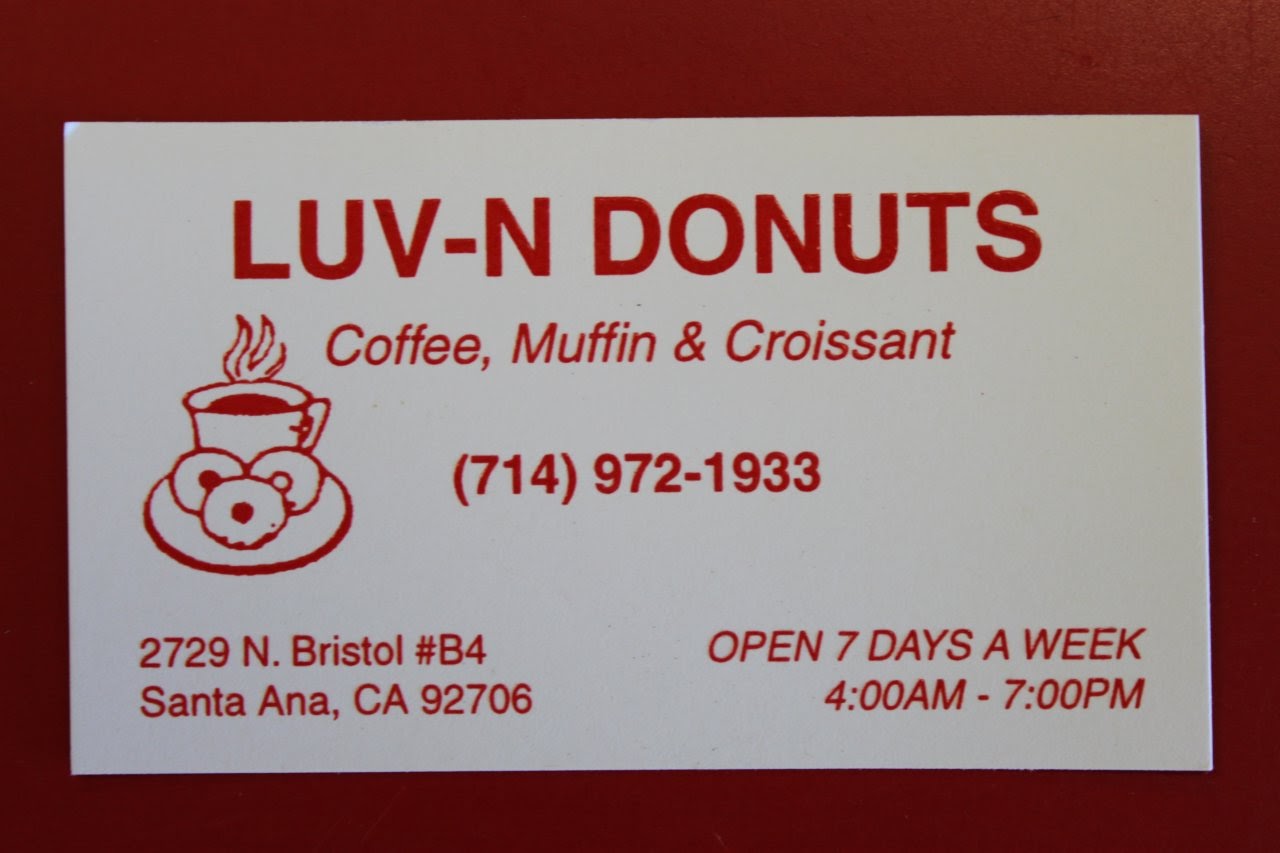 LUV-N DONUTS
Coffee, Muffin & Croissant
(714) 972-1933
2729 N. Bristol #B4
Santa Ana, CA 92706
OPEN 7 DAYS A WEEK
4:00AM - 7:00PM